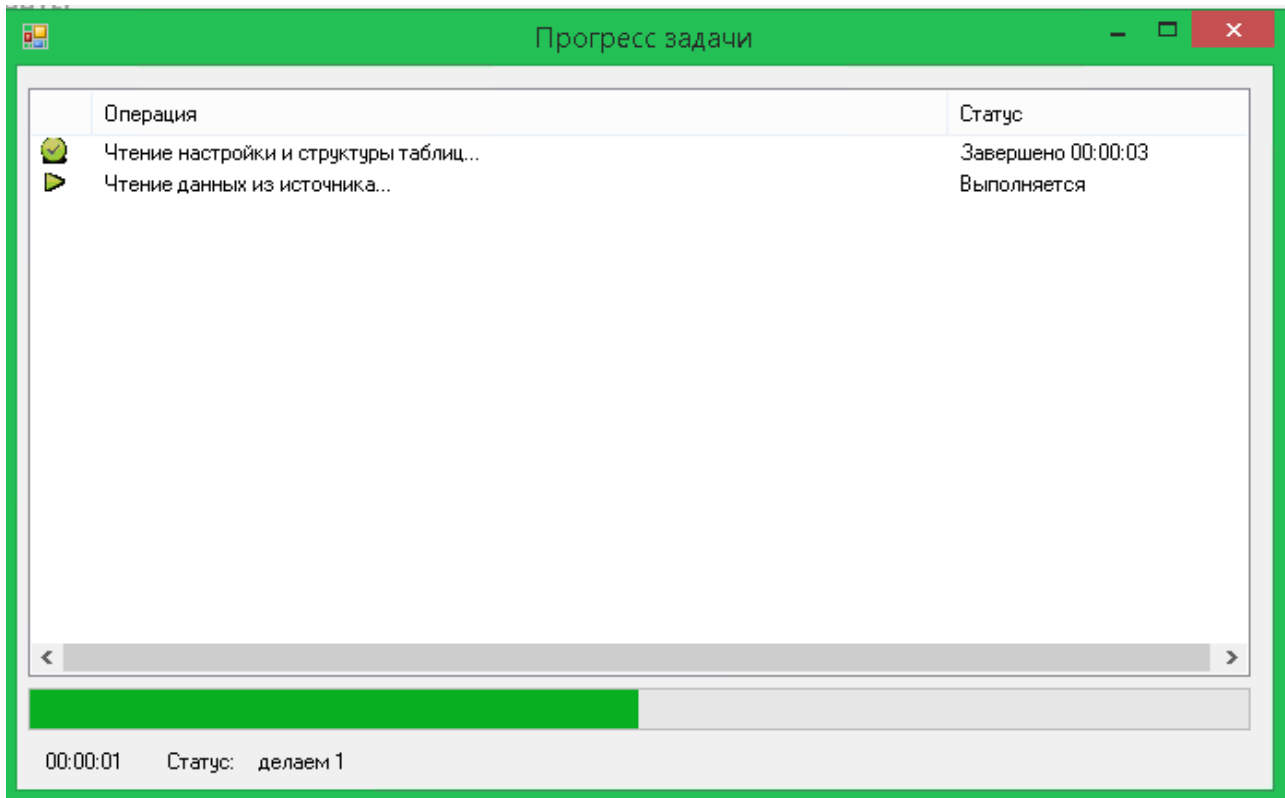 Прогресс задачи
Операция Статус
Чтение настройки и структуры таблиц... Завершено 00:00:03
Чтение данных из источника... Выполняется
00:00:01 Статус: делаем 1